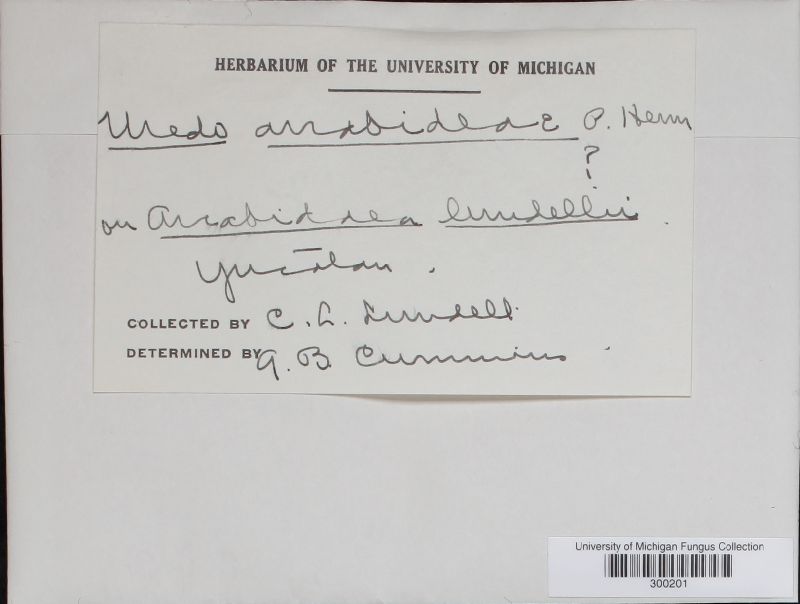 HERBARIUM OF THE UNIVERSITY OF MICHIGAN
Uredo arrabideae P. Henn
?
on Arrabidaea lundellii.
Yucatan.
COLLECTED BY C. L. Lundell
DETERMINED BY G. B. Cummins
University of Michigan Fungus Collection
300201